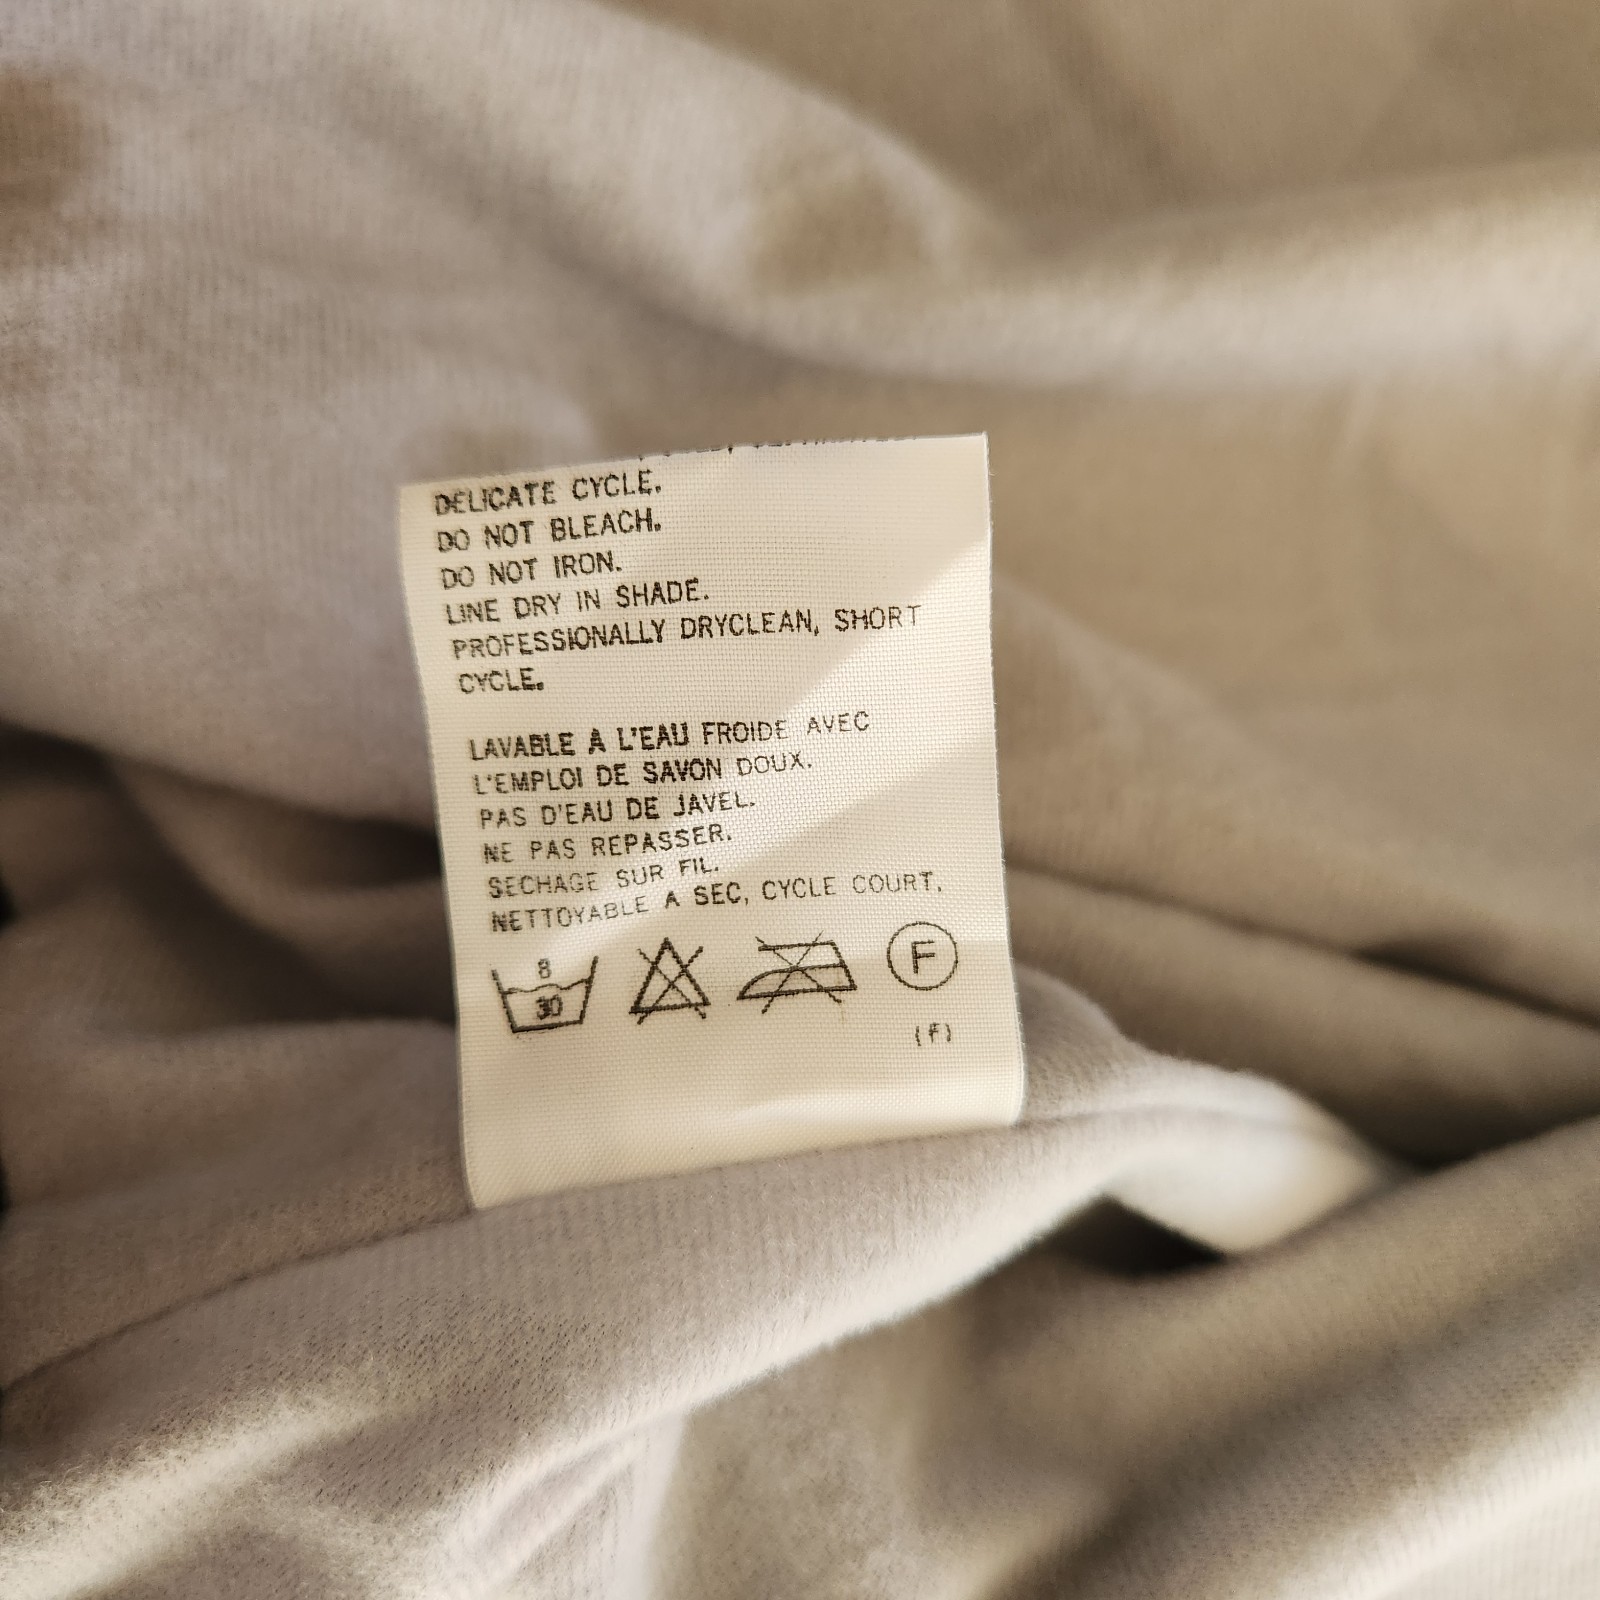 DELICATE CYCLE.
DO NOT BLEACH.
DO NOT IRON.
LINE DRY IN SHADE.
PROFESSIONALLY DRYCLEAN, SHORT
CYCLE.
LAVABLE A L'EAU FROIDE AVEC
L'EMPLOI DE SAVON DOUX.
PAS D'EAU DE JAVEL.
NE PAS REPASSER.
SECHAGE SUR FIL.
NETTOYABLE A SEC, CYCLE COURT.
8
30
F
(F)